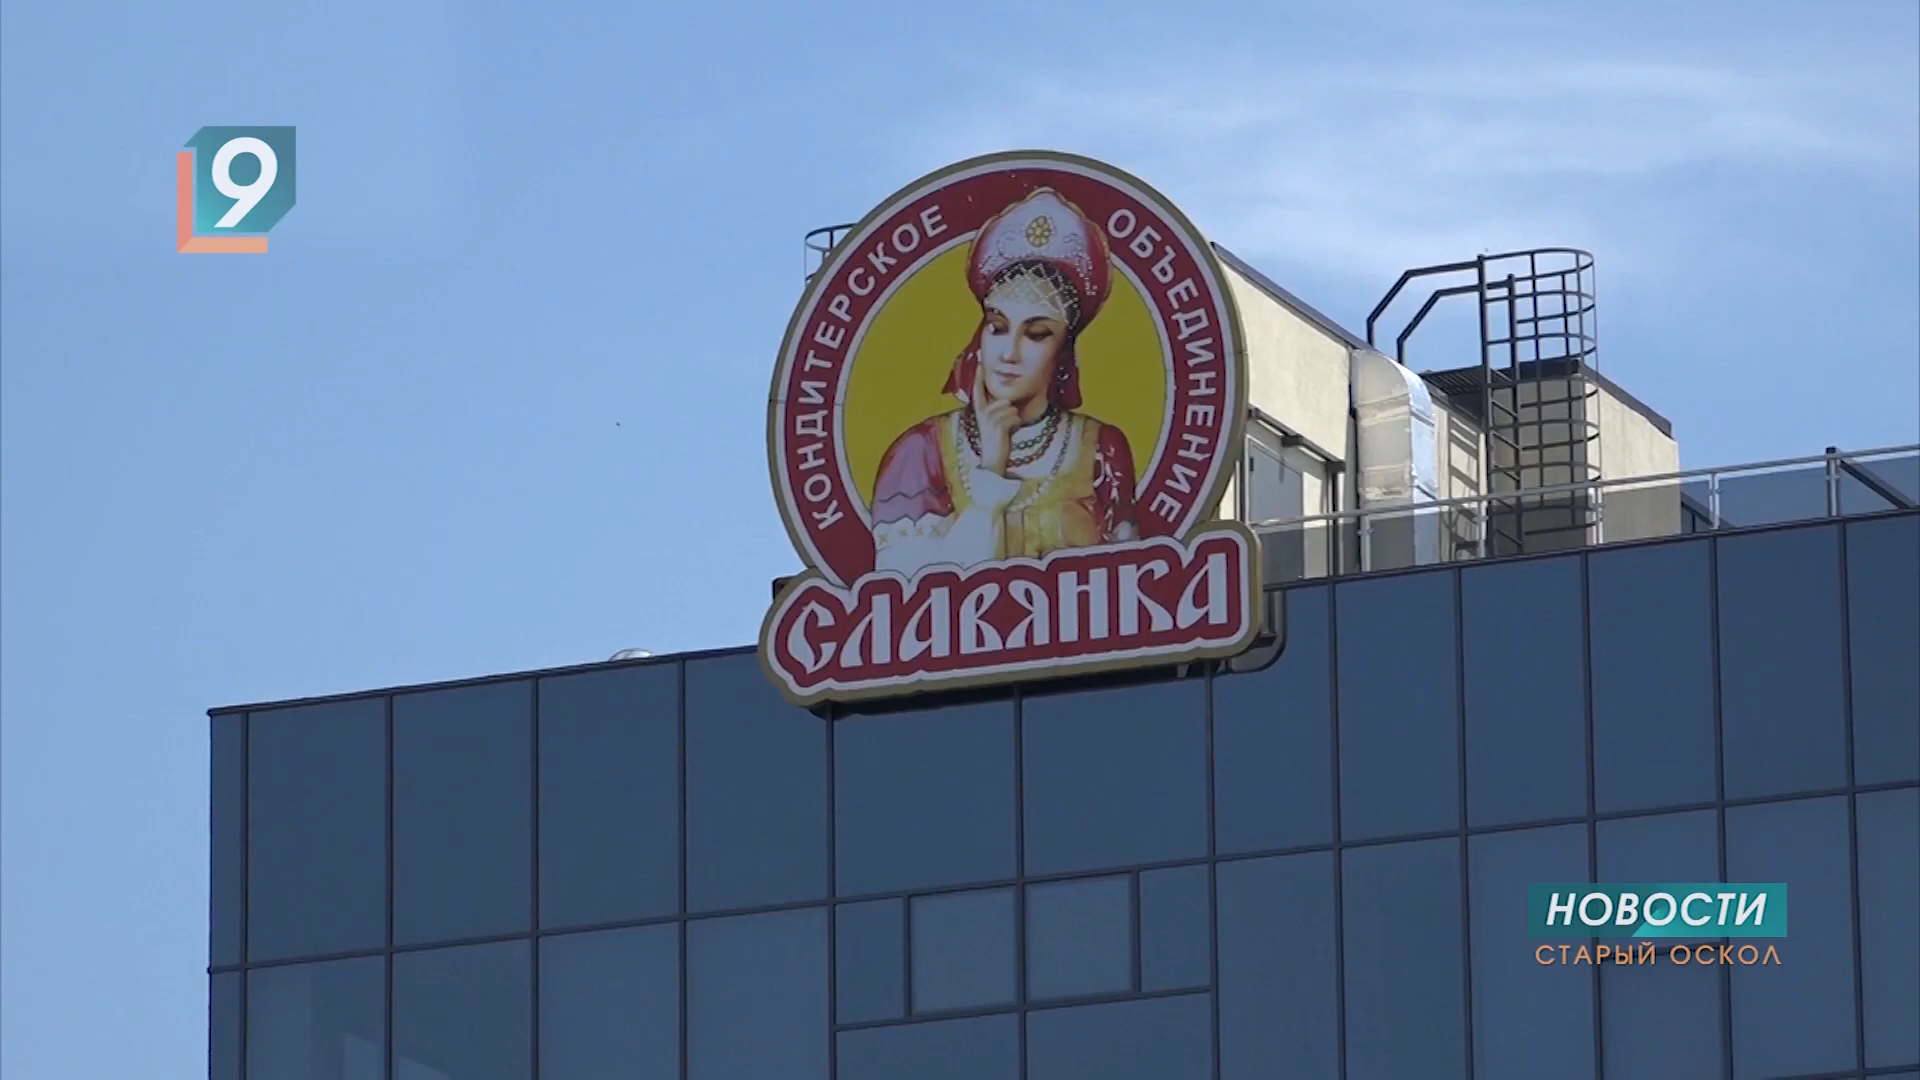 9
КОНДИТЕРСКОЕ ОБЪЕДИНЕНИЕ
СЛАВЯНКА
НОВОСТИ
СТАРЫЙ ОСКОЛ